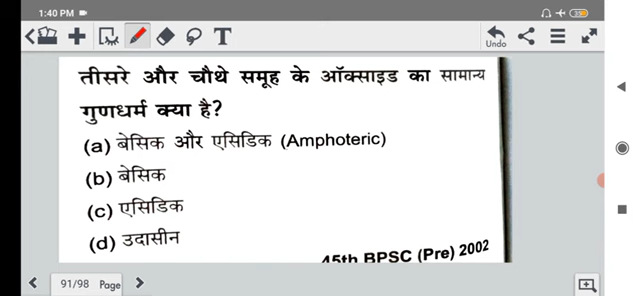 1:40 PM
Undo
तीसरे और चौथे समूह के ऑक्साइड का सामान्य
गुणधर्म क्या है?
(a) बेसिक और एसिडिक (Amphoteric)
(b) बेसिक
(c) एसिडिक
(d) उदासीन
45th BPSC (Pre) 2002
91/98 Page